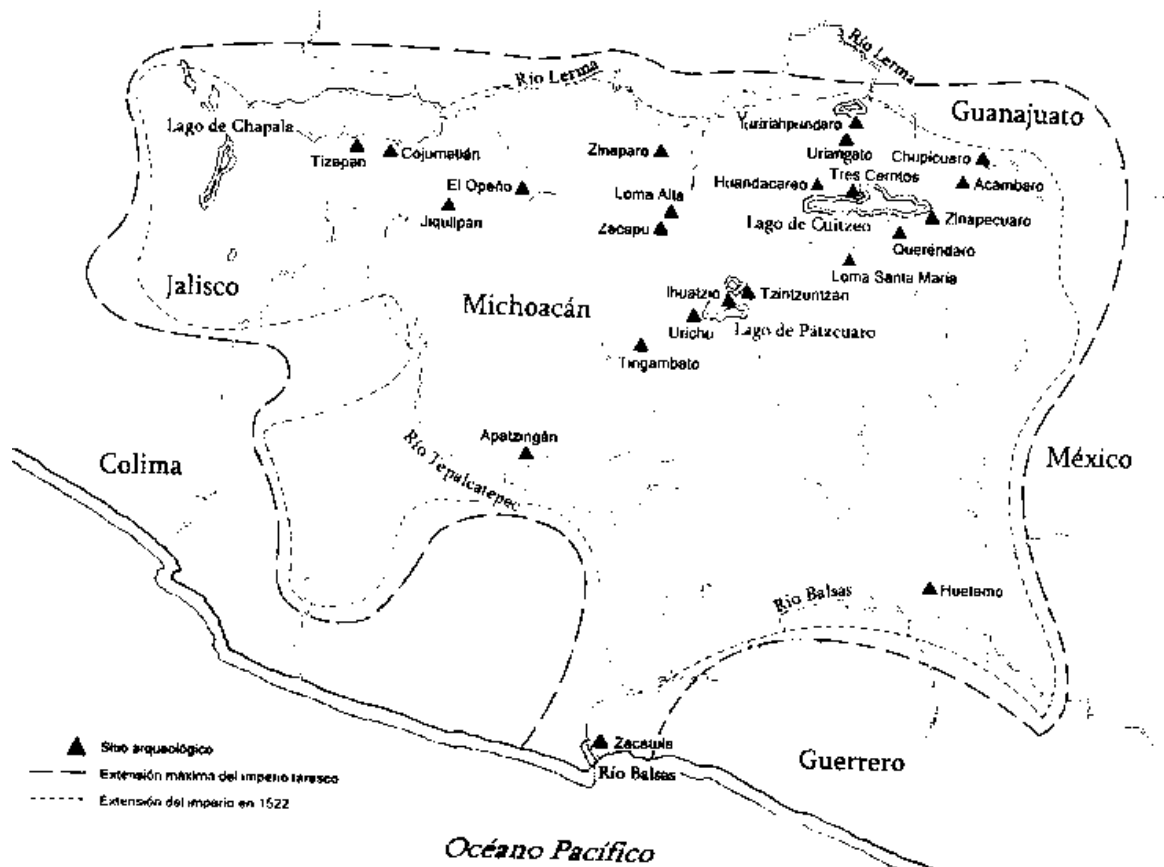 Río Lerma
Río Lerma
Lago de Chapala
Guanajuato
Yuririahpundaro
Tizapan
Cojumatlán
Zinaparo
Uriangato
Chupicuaro
El Opeño
Huandacareo
Tres Cerritos
Acambaro
Jiquilpan
Loma Alta
Zacapu
Lago de Cuitzeo
Zinapecuaro
Queréndaro
Loma Santa María
Jalisco
Michoacán
Ihuatzio
Tzintzuntzan
Urichu
Lago de Pátzcuaro
Tingambato
Apatzingán
Río Tepalcatepec
Colima
México
Río Balsas
Huetamo
Zacatula
Río Balsas
Guerrero
Sitio arqueológico
Extensión máxima del imperio tarasco
Extensión del imperio en 1522
Océano Pacífico